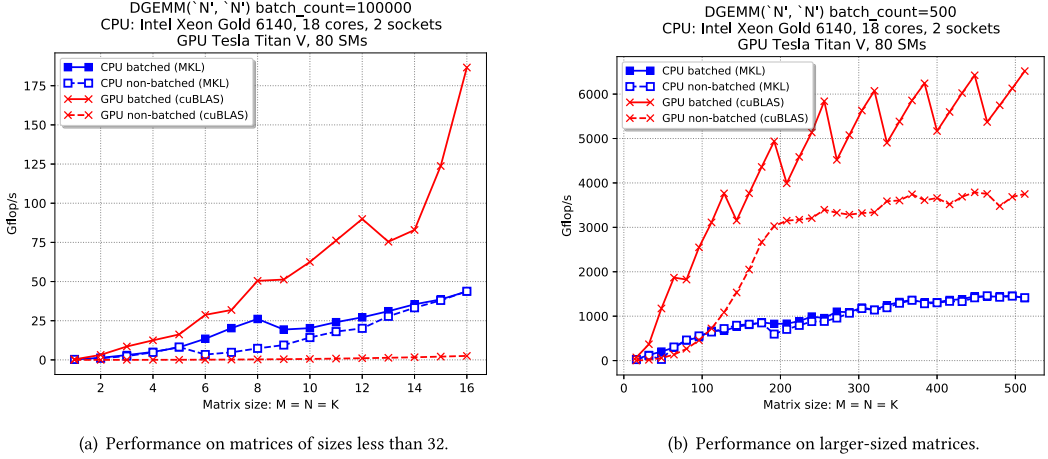 DGEMM(`N', `N') batch_count=100000
CPU: Intel Xeon Gold 6140, 18 cores, 2 sockets
GPU Tesla Titan V, 80 SMs
CPU batched (MKL)
CPU non-batched (MKL)
GPU batched (cuBLAS)
GPU non-batched (cuBLAS)
Gflop/s
175
150
125
100
75
50
25
0
2 4 6 8 10 12 14 16
Matrix size: M = N = K
(a) Performance on matrices of sizes less than 32.
DGEMM(`N', `N') batch_count=500
CPU: Intel Xeon Gold 6140, 18 cores, 2 sockets
GPU Tesla Titan V, 80 SMs
CPU batched (MKL)
CPU non-batched (MKL)
GPU batched (cuBLAS)
GPU non-batched (cuBLAS)
Gflop/s
6000
5000
4000
3000
2000
1000
0
0 100 200 300 400 500
Matrix size: M = N = K
(b) Performance on larger-sized matrices.